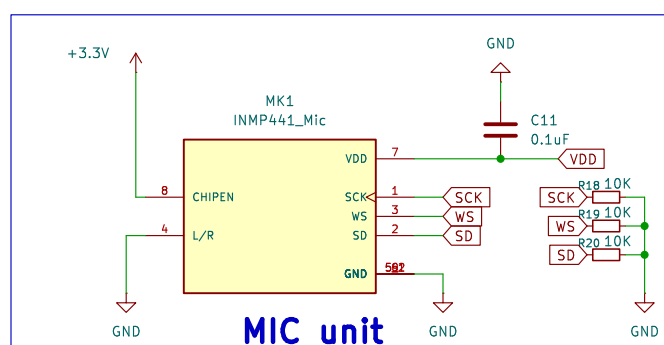 GND
+3.3V
MK1
INMP441_Mic
C11
0.1uF
7
VDD
VDD
8
CHIPEN
SCK
1
SCK
SCK
R18
10K
WS
3
WS
WS
R19
10K
4
L/R
SD
2
SD
SD
R20
10K
GND
GND
GND
GND
MIC unit